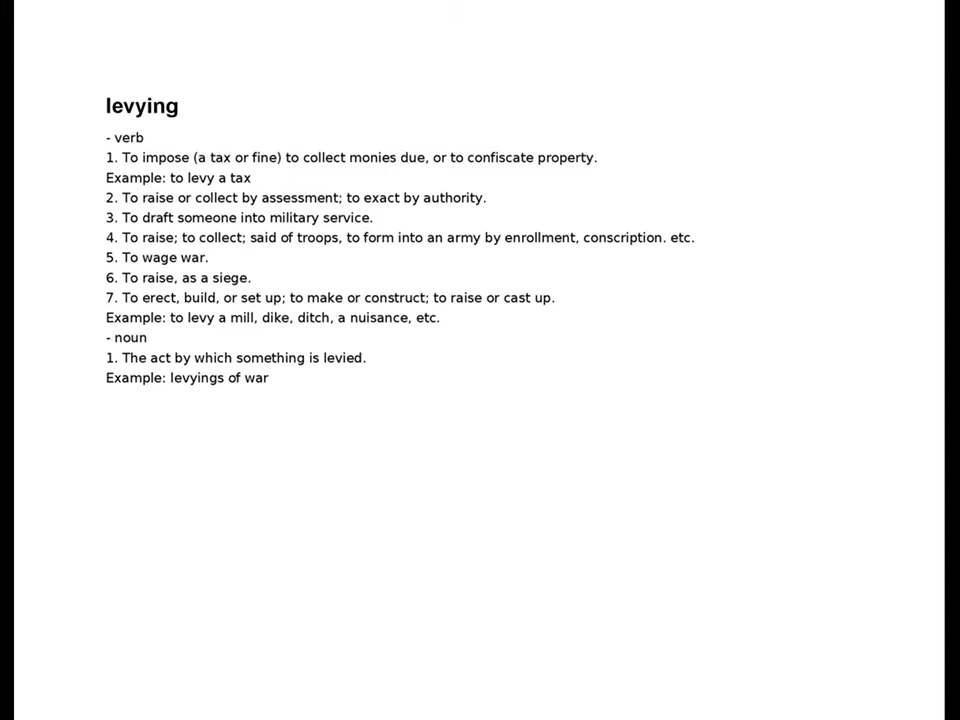 levying
- verb
1. To impose (a tax or fine) to collect monies due, or to confiscate property.
Example: to levy a tax
2. To raise or collect by assessment; to exact by authority.
3. To draft someone into military service.
4. To raise; to collect; said of troops, to form into an army by enrollment, conscription. etc.
5. To wage war.
6. To raise, as a siege.
7. To erect, build, or set up; to make or construct; to raise or cast up.
Example: to levy a mill, dike, ditch, a nuisance, etc.
- noun
1. The act by which something is levied.
Example: levyings of war